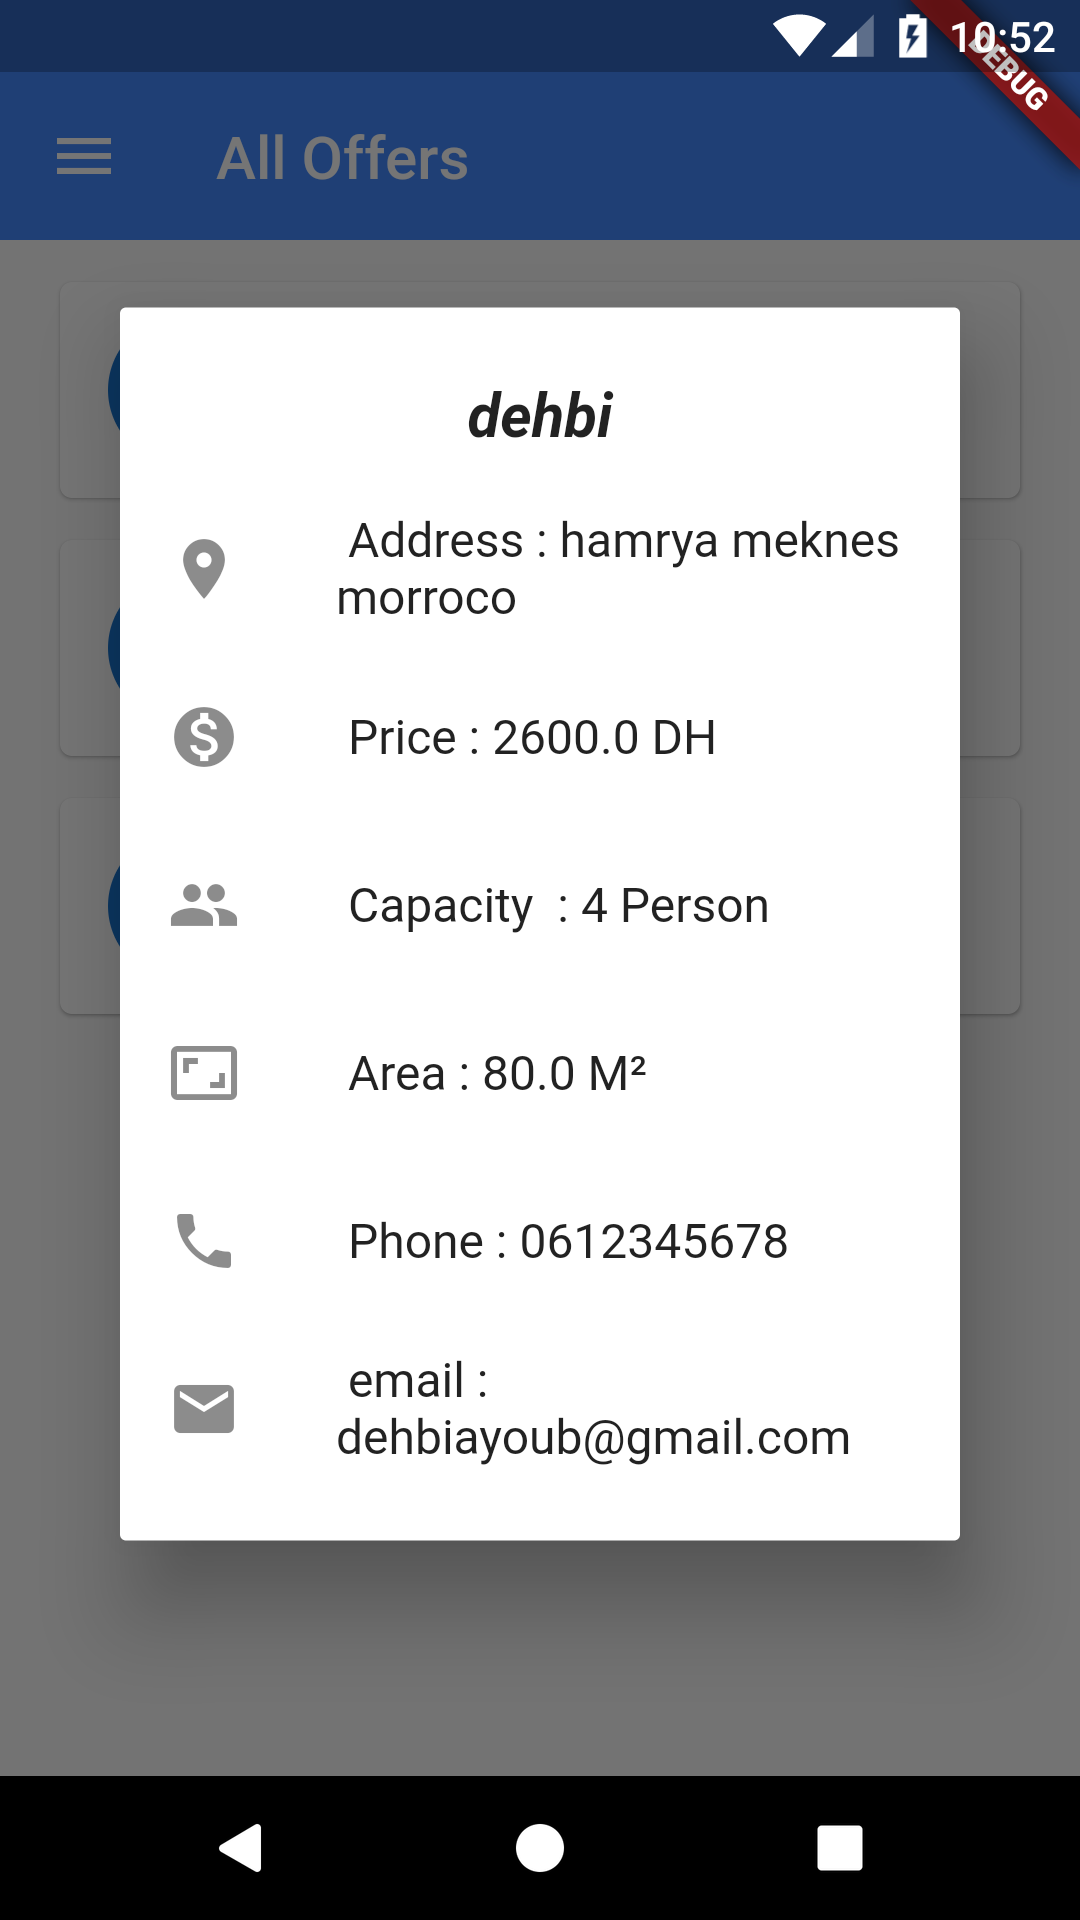 10:52
DEBUG
All Offers
dehbi
Address : hamrya meknes
morroco
Price : 2600.0 DH
Capacity  : 4 Person
Area : 80.0 M²
Phone : 0612345678
email :
dehbiayoub@gmail.com